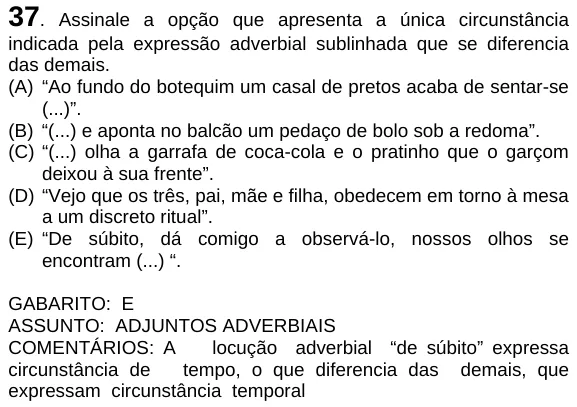 37. Assinale a opção que apresenta a única circunstância
indicada pela expressão adverbial sublinhada que se diferencia
das demais.
(A) “Ao fundo do botequim um casal de pretos acaba de sentar-se
(...)”.
(B) “(...) e aponta no balcão um pedaço de bolo sob a redoma”.
(C) “(...) olha a garrafa de coca-cola e o pratinho que o garçom
deixou à sua frente”.
(D) “Vejo que os três, pai, mãe e filha, obedecem em torno à mesa
a um discreto ritual”.
(E) “De súbito, dá comigo a observá-lo, nossos olhos se
encontram (...) “.
GABARITO: E
ASSUNTO: ADJUNTOS ADVERBIAIS
COMENTÁRIOS: A locução adverbial “de súbito” expressa
circunstância de tempo, o que diferencia das demais, que
expressam circunstância temporal